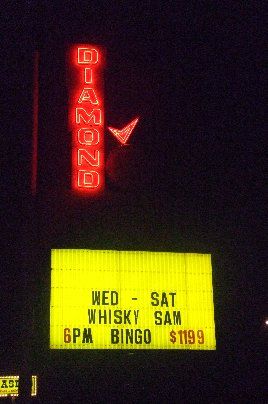 DIAMOND
WED - SAT
WHISKY SAM
6PM BINGO $1199